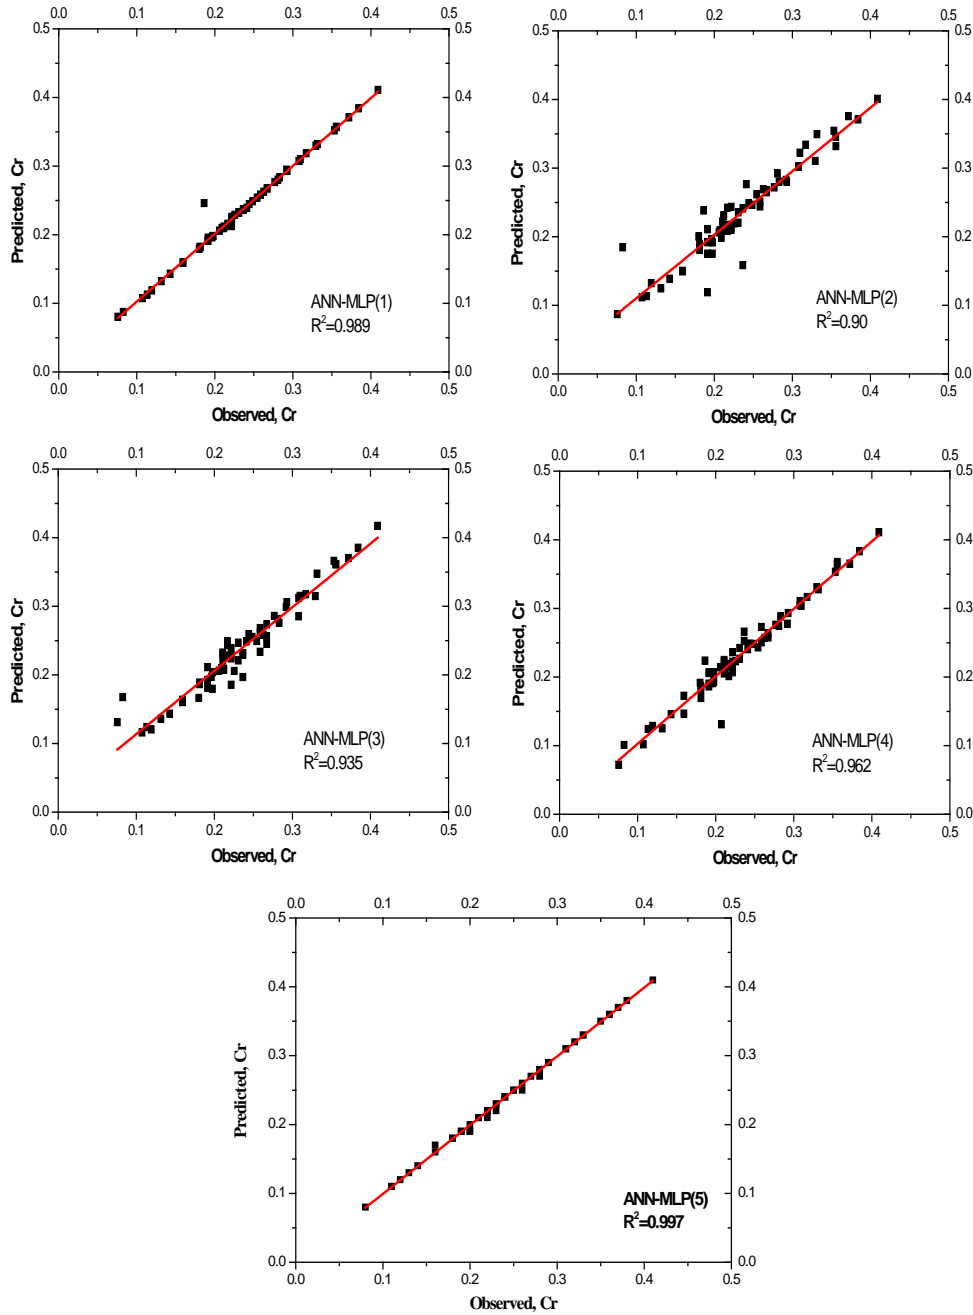 0.0 0.1 0.2 0.3 0.4 0.5
0.5 0.5
0.4 0.4
0.3 0.3
0.2 0.2
0.1 0.1
0.0 0.0
Predicted, Cr
ANN-MLP(1)
R²=0.989
0.0 0.1 0.2 0.3 0.4 0.5
Observed, Cr
0.0 0.1 0.2 0.3 0.4 0.5
0.5 0.5
0.4 0.4
0.3 0.3
0.2 0.2
0.1 0.1
0.0 0.0
Predicted, Cr
ANN-MLP(2)
R²=0.90
0.0 0.1 0.2 0.3 0.4 0.5
Observed, Cr
0.0 0.1 0.2 0.3 0.4 0.5
0.5 0.5
0.4 0.4
0.3 0.3
0.2 0.2
0.1 0.1
0.0 0.0
Predicted, Cr
ANN-MLP(3)
R²=0.935
0.0 0.1 0.2 0.3 0.4 0.5
Observed, Cr
0.0 0.1 0.2 0.3 0.4 0.5
0.5 0.5
0.4 0.4
0.3 0.3
0.2 0.2
0.1 0.1
0.0 0.0
Predicted, Cr
ANN-MLP(4)
R²=0.962
0.0 0.1 0.2 0.3 0.4 0.5
Observed, Cr
0.0 0.1 0.2 0.3 0.4 0.5
0.5 0.5
0.4 0.4
0.3 0.3
0.2 0.2
0.1 0.1
0.0 0.0
Predicted, Cr
ANN-MLP(5)
R²=0.997
0.0 0.1 0.2 0.3 0.4 0.5
Observed, Cr